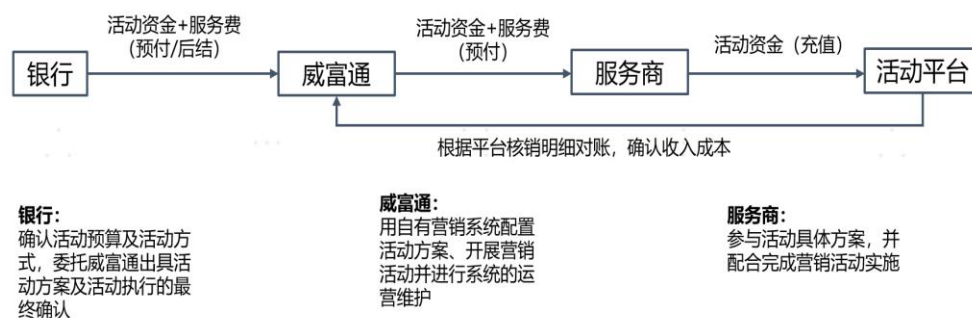 活动资金+服务费
(预付/后结)
活动资金+服务费
(预付)
活动资金（充值）
银行
威富通
服务商
活动平台
根据平台核销明细对账，确认收入成本
银行：
确认活动预算及活动方
式，委托威富通出具活
动方案及活动执行的最
终确认
威富通：
用自有营销系统配置
活动方案、开展营销
活动并进行系统的运
营维护
服务商：
参与活动具体方案，并
配合完成营销活动实施